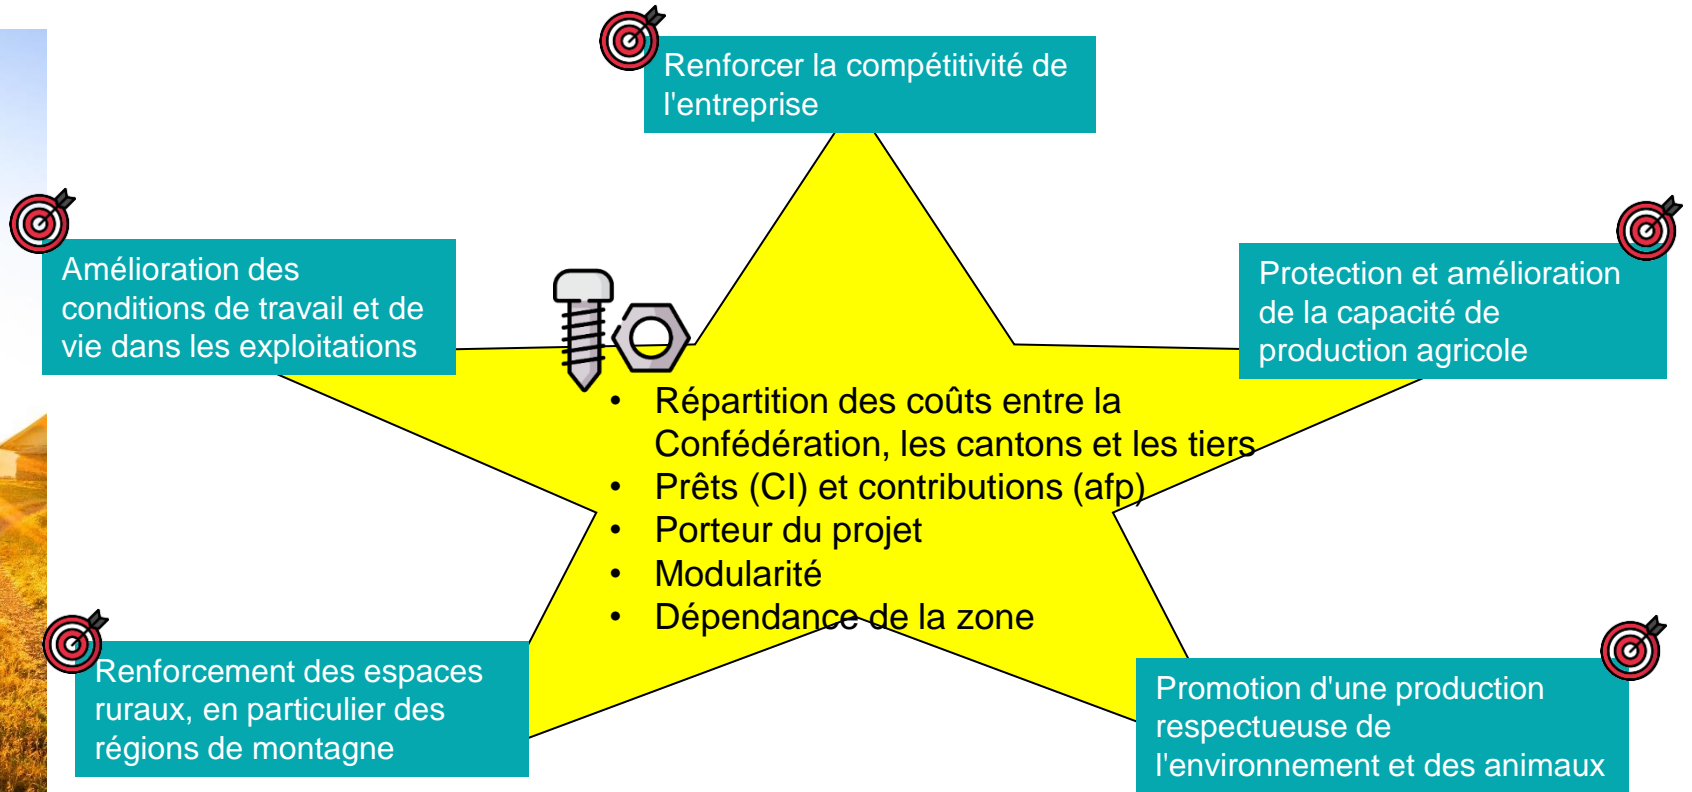 Renforcer la compétitivité de
l'entreprise
Amélioration des
conditions de travail et de
vie dans les exploitations
Protection et amélioration
de la capacité de
production agricole
• Répartition des coûts entre la
Confédération, les cantons et les tiers
• Prêts (CI) et contributions (afp)
• Porteur du projet
• Modularité
• Dépendance de la zone
Renforcement des espaces
ruraux, en particulier des
régions de montagne
Promotion d'une production
respectueuse de
l'environnement et des animaux